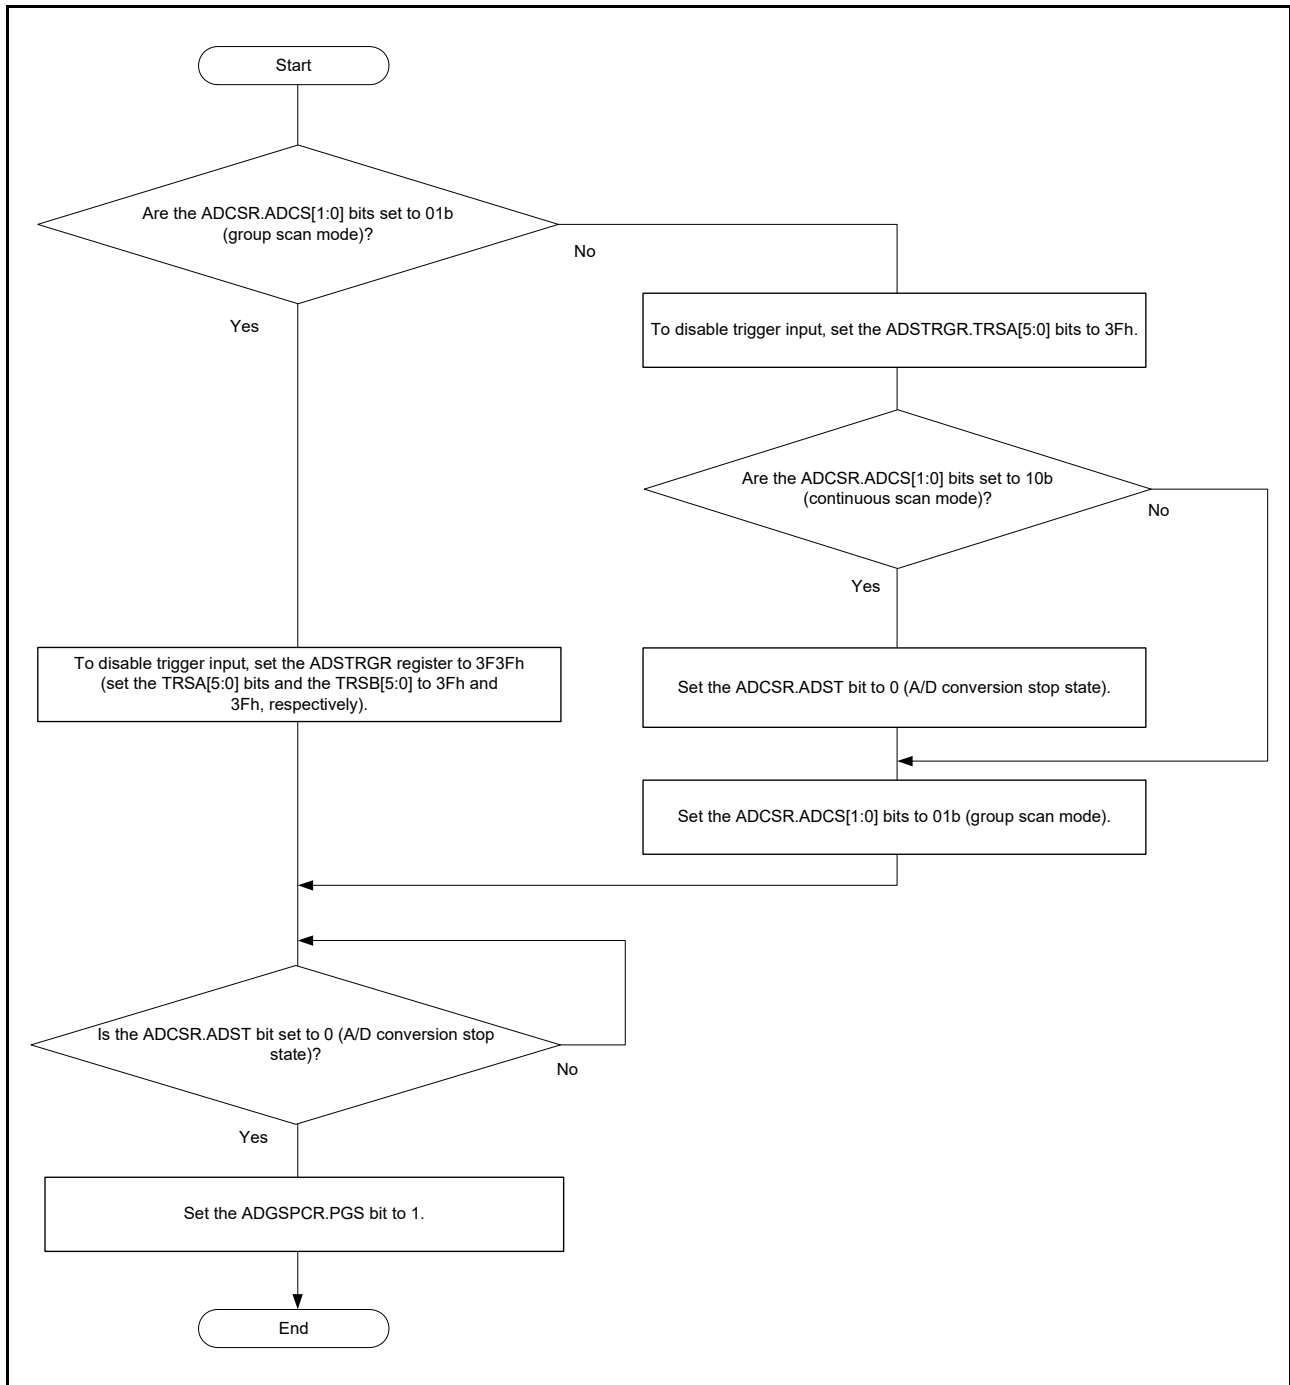 Start
Are the ADCSR.ADCS[1:0] bits set to 01b
(group scan mode)?
No
Yes
To disable trigger input, set the ADSTRGR.TRSA[5:0] bits to 3Fh.
Are the ADCSR.ADCS[1:0] bits set to 10b
(continuous scan mode)?
No
Yes
To disable trigger input, set the ADSTRGR register to 3F3Fh
(set the TRSA[5:0] bits and the TRSB[5:0] to 3Fh and
3Fh, respectively).
Set the ADCSR.ADST bit to 0 (A/D conversion stop state).
Set the ADCSR.ADCS[1:0] bits to 01b (group scan mode).
Is the ADCSR.ADST bit set to 0 (A/D conversion stop
state)?
No
Yes
Set the ADGSPCR.PGS bit to 1.
End